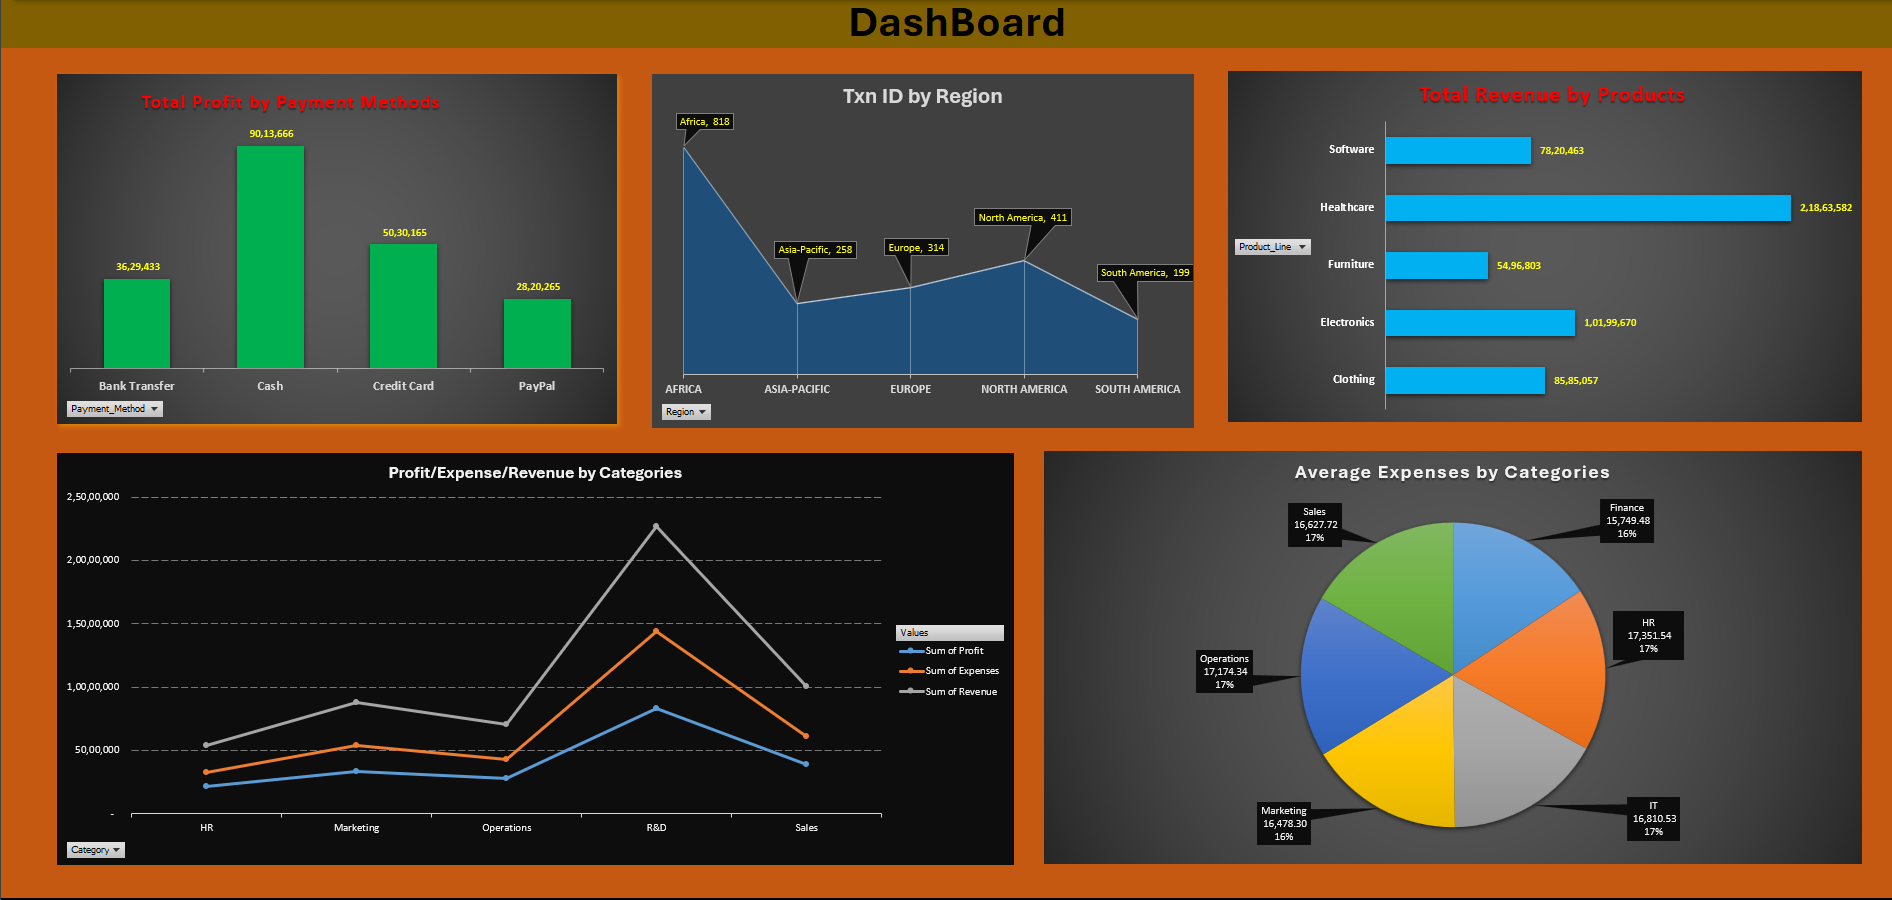 DashBoard
Total Profit by Payment Methods
90,13,666
50,30,165
36,29,433
28,20,265
Bank Transfer
Cash
Credit Card
PayPal
Payment_Method
Txn ID by Region
Africa, 818
Asia-Pacific, 258
Europe, 314
North America, 411
South America, 199
AFRICA
ASIA-PACIFIC
EUROPE
NORTH AMERICA
SOUTH AMERICA
Region
Total Revenue by Products
Software
78,20,463
Healthcare
2,18,63,582
Product_Line
Furniture
54,96,803
Electronics
1,01,99,670
Clothing
85,85,057
Profit/Expense/Revenue by Categories
2,50,00,000
2,00,00,000
1,50,00,000
1,00,00,000
50,00,000
-
HR
Marketing
Operations
R&D
Sales
Values
Sum of Profit
Sum of Expenses
Sum of Revenue
Category
Average Expenses by Categories
Sales
16,627.72
17%
Finance
15,749.48
16%
HR
17,351.54
17%
Operations
17,174.34
17%
Marketing
16,478.30
16%
IT
16,810.53
17%